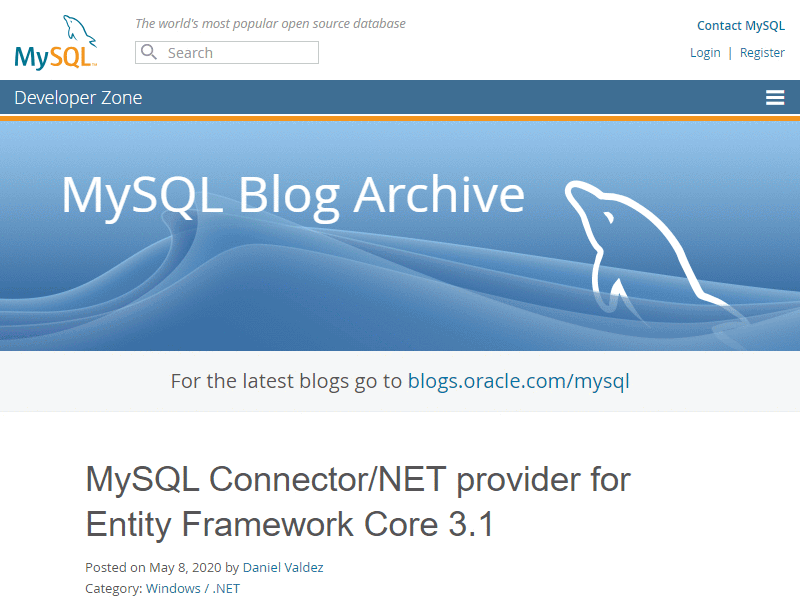 The world's most popular open source database
MySQL™
Search
Contact MySQL
Login | Register
Developer Zone
MySQL Blog Archive
For the latest blogs go to blogs.oracle.com/mysql
MySQL Connector/NET provider for
Entity Framework Core 3.1
Posted on May 8, 2020 by Daniel Valdez
Category: Windows / .NET